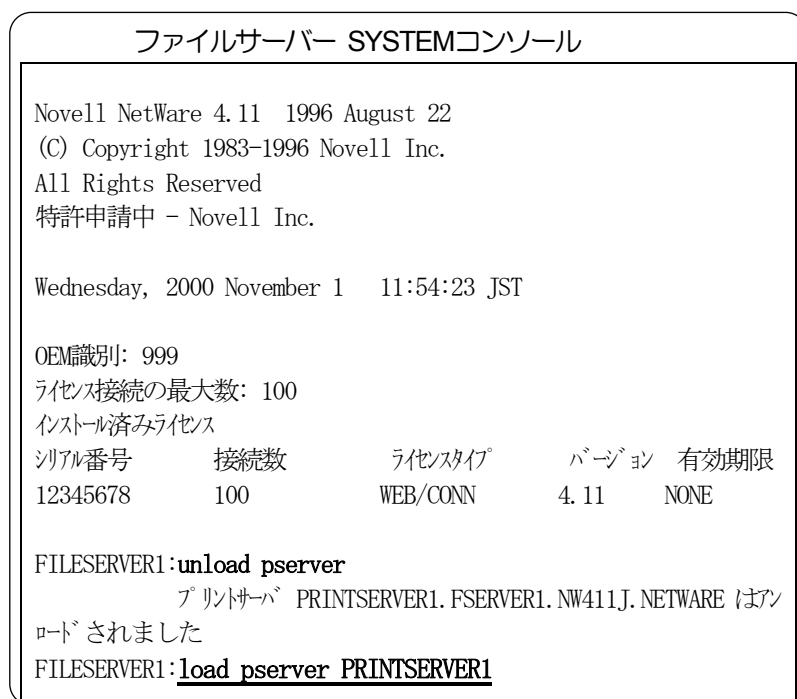 ファイルサーバー SYSTEMコンソール
Novell NetWare 4.11 1996 August 22
(C) Copyright 1983-1996 Novell Inc.
All Rights Reserved
特許申請中 - Novell Inc.
Wednesday, 2000 November 1 11:54:23 JST
OEM識別: 999
ﾗｲｾﾝｽ接続の最大数: 100
ｲﾝｽﾄｰﾙ済みﾗｲｾﾝｽ
ｼﾘｱﾙ番号 接続数 ﾗｲｾﾝｽﾀｲﾌﾟ ﾊﾞｰｼﾞｮﾝ 有効期限
12345678 100 WEB/CONN 4.11 NONE
FILESERVER1:unload pserver
ﾌﾟﾘﾝﾄｻｰﾊﾞ PRINTSERVER1.FSERVER1.NW411J.NETWARE はｱﾝ
ﾛｰﾄﾞされました
FILESERVER1:load pserver PRINTSERVER1